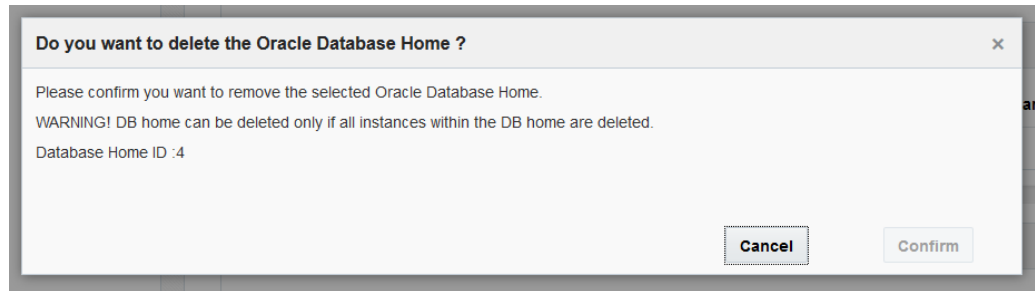 Do you want to delete the Oracle Database Home ?
×
Please confirm you want to remove the selected Oracle Database Home.
WARNING! DB home can be deleted only if all instances within the DB home are deleted.
Database Home ID :4
Cancel
Confirm